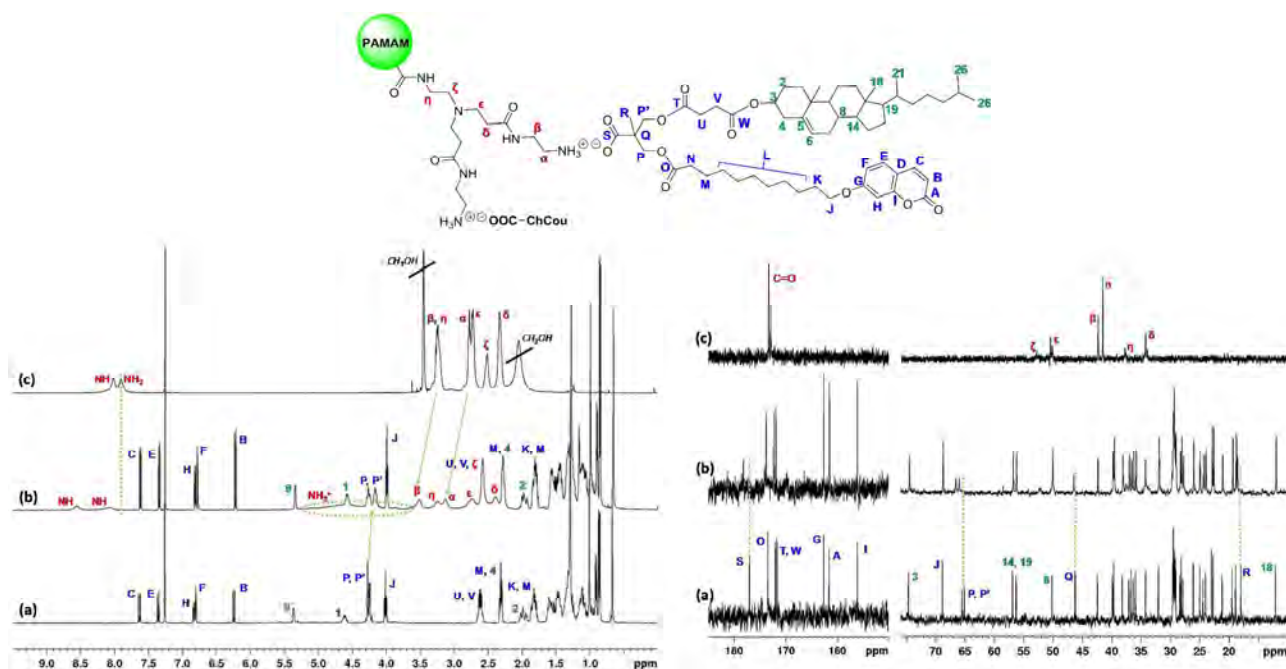 PAMAM
O
NH
η
ζ
N
ε
δ
O
N
H
β
α
NH₃
⊕ ⊖
O
NH
H₃N
⊕⊖
OOC-ChCou
R
P'
S
Q
P
O
T
U
V
W
O
N
M
L
K
J
2
3
4
5
6
8
14
18
19
21
26
26
F
E
D
C
B
A
G
H
I
O
O
(c)
NH
NH₂
CH₃OH
β, η
α
ε
ζ
δ
CH₃OH
(b)
NH
NH
C
E
H
F
B
NH₃⁺
1
P, P'
J
β
η
α
ε
U, V, ζ
δ
M, 4
2
K, M
(a)
C
E
H
F
B
1
P, P'
J
U, V
M, 4
2
K, M
9.0 8.5 8.0 7.5 7.0 6.5 6.0 5.5 5.0 4.5 4.0 3.5 3.0 2.5 2.0 1.5 1.0 ppm
(c)
C=O
ζ
ε
β
α
η
δ
(b)
(a)
S
O
T, W
G
A
I
3
J
P, P'
14, 19
8
Q
R
18
180 170 160 ppm
75 70 65 60 55 50 45 40 35 30 25 20 15 ppm